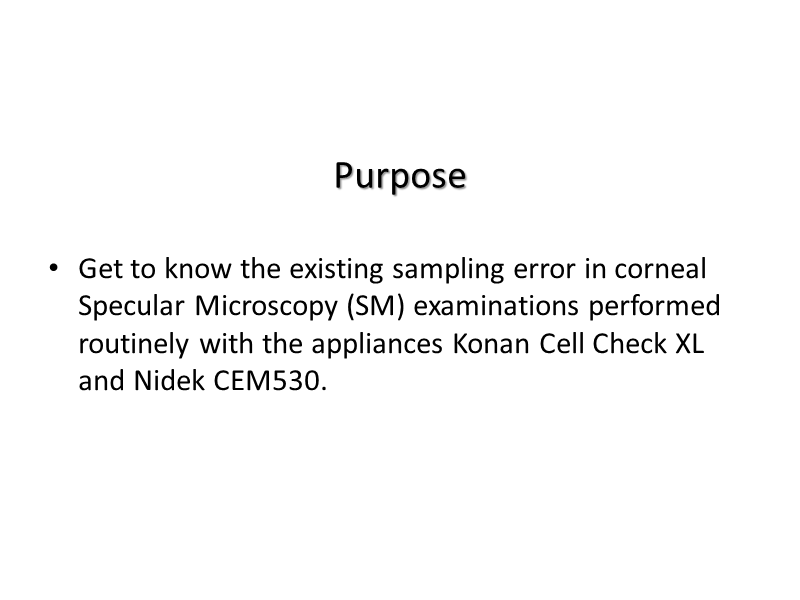 Purpose
• Get to know the existing sampling error in corneal
Specular Microscopy (SM) examinations performed
routinely with the appliances Konan Cell Check XL
and Nidek CEM530.